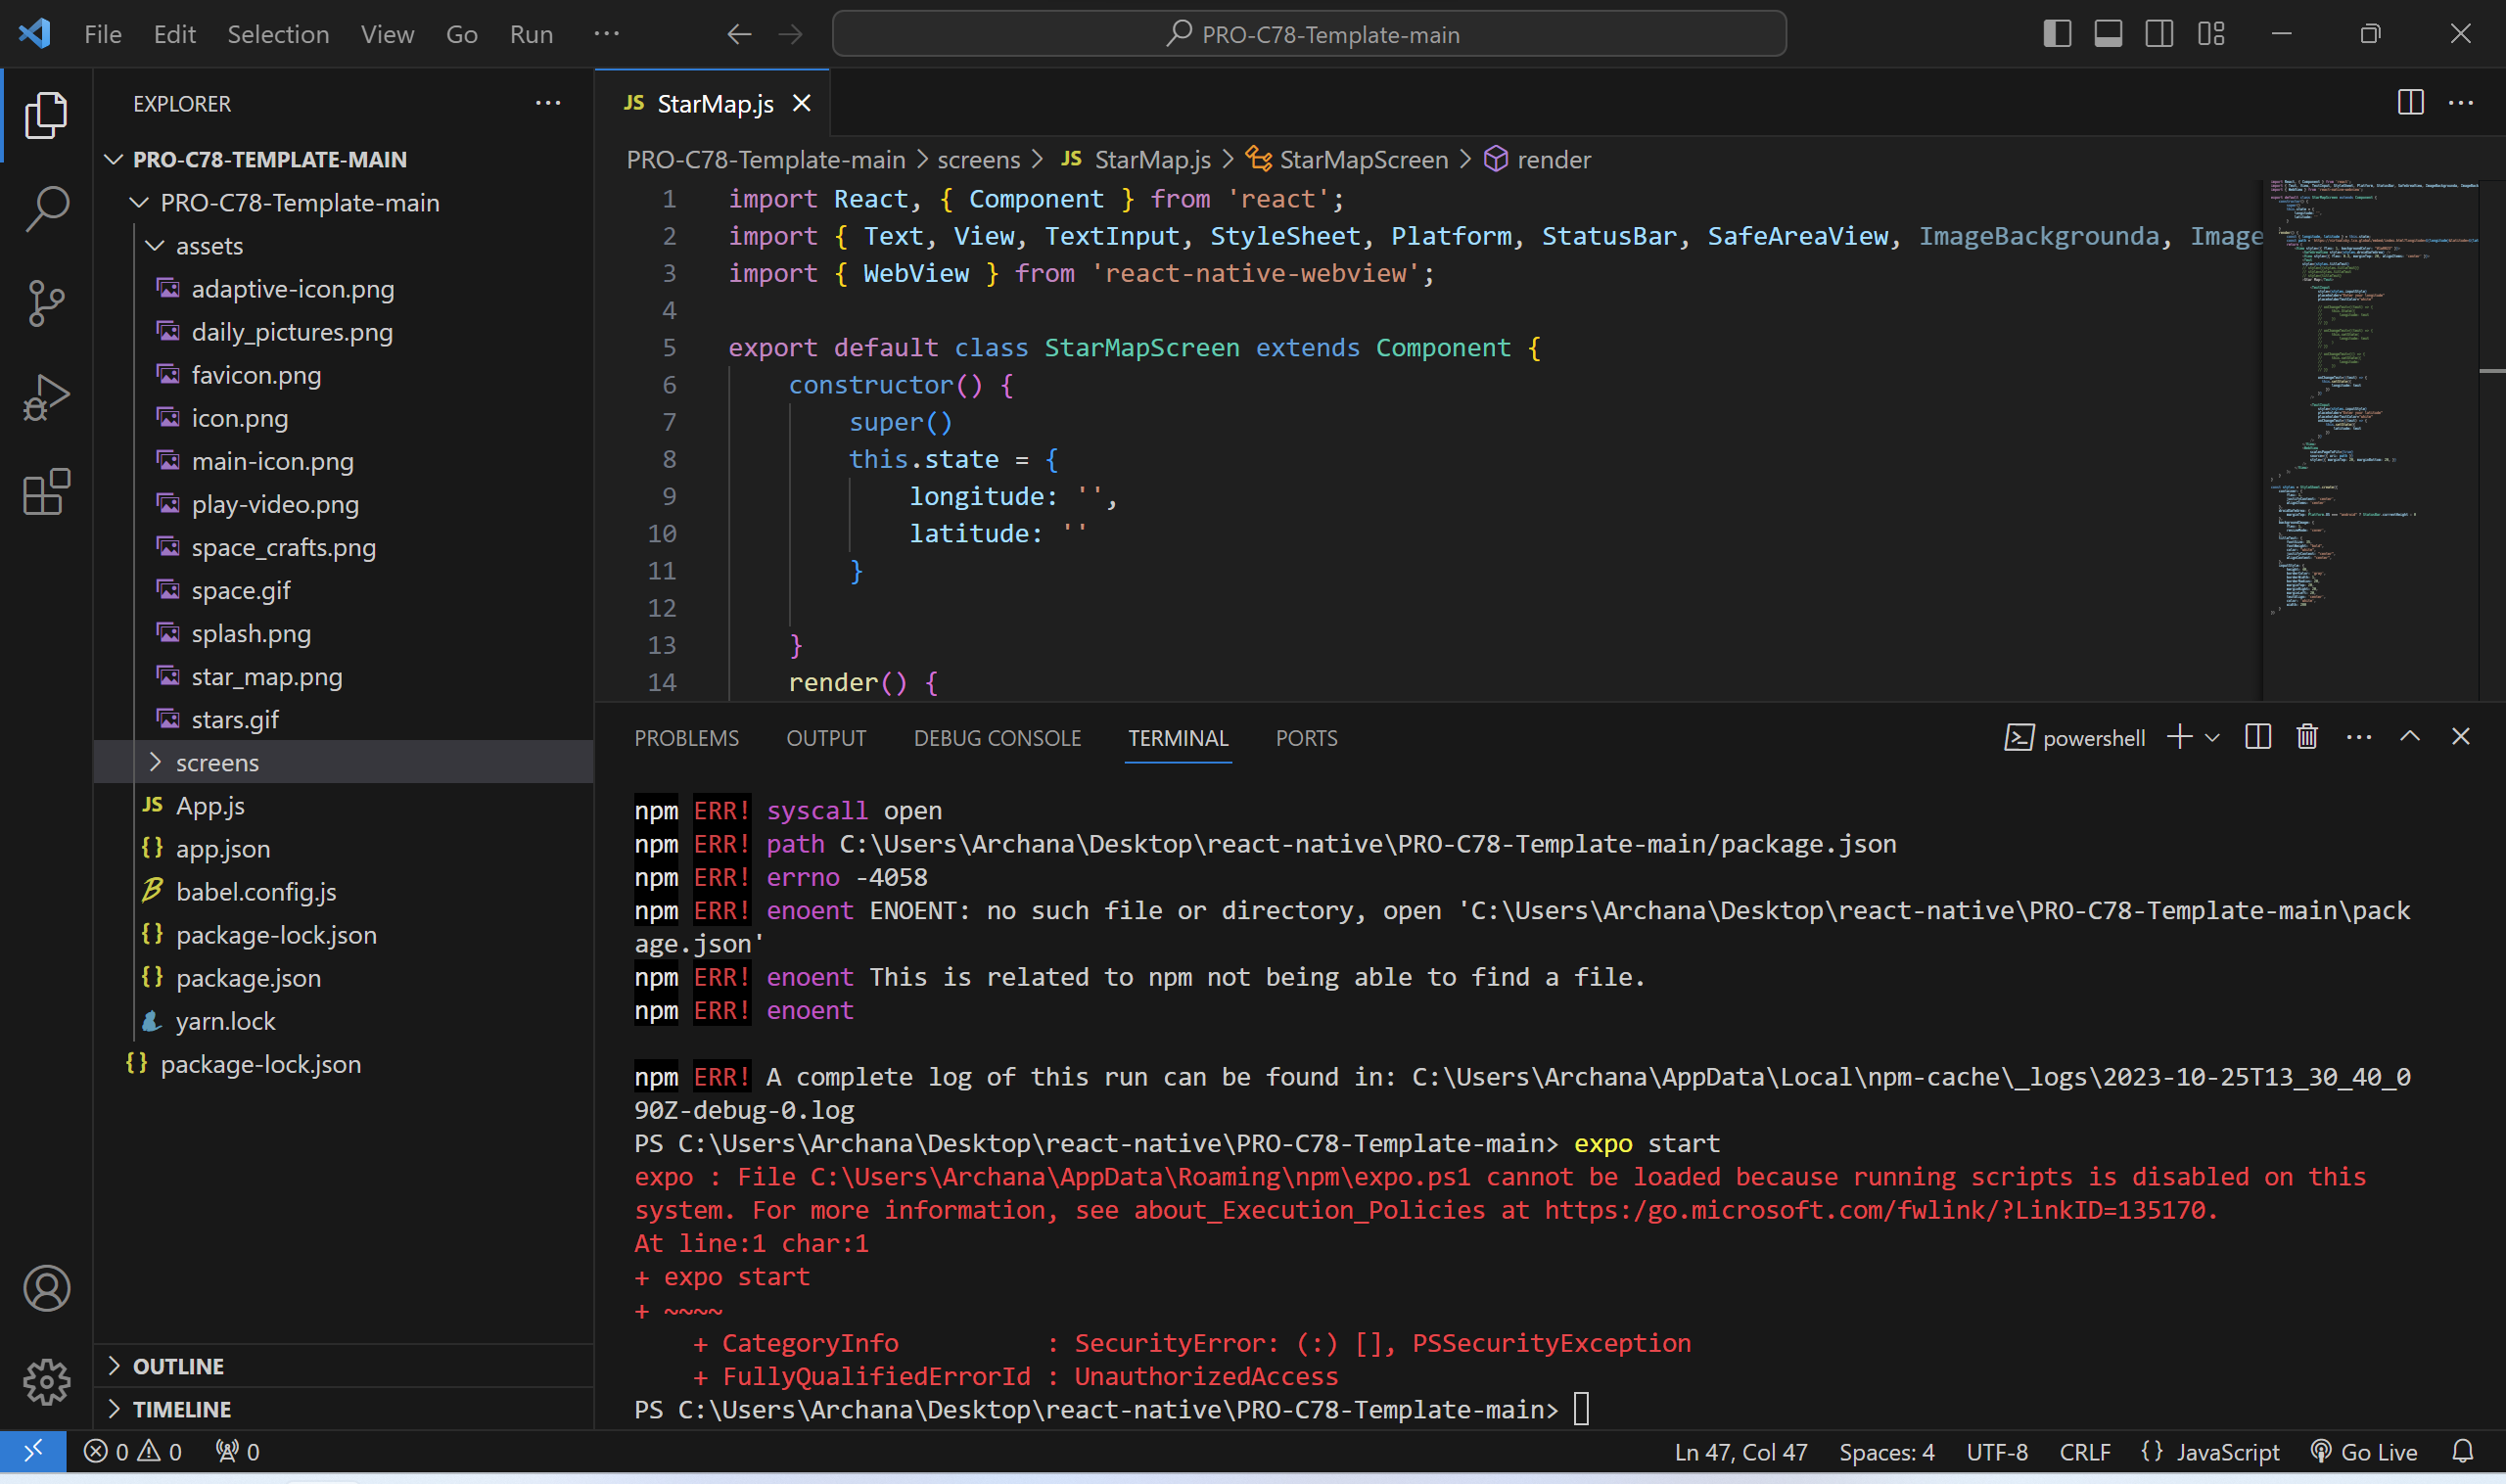 File Edit Selection View Go Run ···
PRO-C78-Template-main
EXPLORER
PRO-C78-TEMPLATE-MAIN
PRO-C78-Template-main
assets
adaptive-icon.png
daily_pictures.png
favicon.png
icon.png
main-icon.png
play-video.png
space_crafts.png
space.gif
splash.png
star_map.png
stars.gif
screens
JS App.js
{} app.json
babel.config.js
{} package-lock.json
{} package.json
yarn.lock
{} package-lock.json
OUTLINE
TIMELINE
JS StarMap.js
PRO-C78-Template-main > screens > JS StarMap.js > StarMapScreen > render
1 import React, { Component } from 'react';
2 import { Text, View, TextInput, StyleSheet, Platform, StatusBar, SafeAreaView, ImageBackgrounda, Image
3 import { WebView } from 'react-native-webview';
4
5 export default class StarMapScreen extends Component {
6 constructor() {
7 super()
8 this.state = {
9 longitude: '',
10 latitude: ''
11 }
12
13 }
14 render() {
PROBLEMS OUTPUT DEBUG CONSOLE TERMINAL PORTS
powershell
npm ERR! syscall open
npm ERR! path C:\Users\Archana\Desktop\react-native\PRO-C78-Template-main/package.json
npm ERR! errno -4058
npm ERR! enoent ENOENT: no such file or directory, open 'C:\Users\Archana\Desktop\react-native\PRO-C78-Template-main\pack
age.json'
npm ERR! enoent This is related to npm not being able to find a file.
npm ERR! enoent
npm ERR! A complete log of this run can be found in: C:\Users\Archana\AppData\Local\npm-cache\_logs\2023-10-25T13_30_40_0
90Z-debug-0.log
PS C:\Users\Archana\Desktop\react-native\PRO-C78-Template-main> expo start
expo : File C:\Users\Archana\AppData\Roaming\npm\expo.ps1 cannot be loaded because running scripts is disabled on this
system. For more information, see about_Execution_Policies at https:/go.microsoft.com/fwlink/?LinkID=135170.
At line:1 char:1
+ expo start
+ ~~~~
+ CategoryInfo : SecurityError: (:) [], PSSecurityException
+ FullyQualifiedErrorId : UnauthorizedAccess
PS C:\Users\Archana\Desktop\react-native\PRO-C78-Template-main>
0 0 0
Ln 47, Col 47 Spaces: 4 UTF-8 CRLF {} JavaScript Go Live